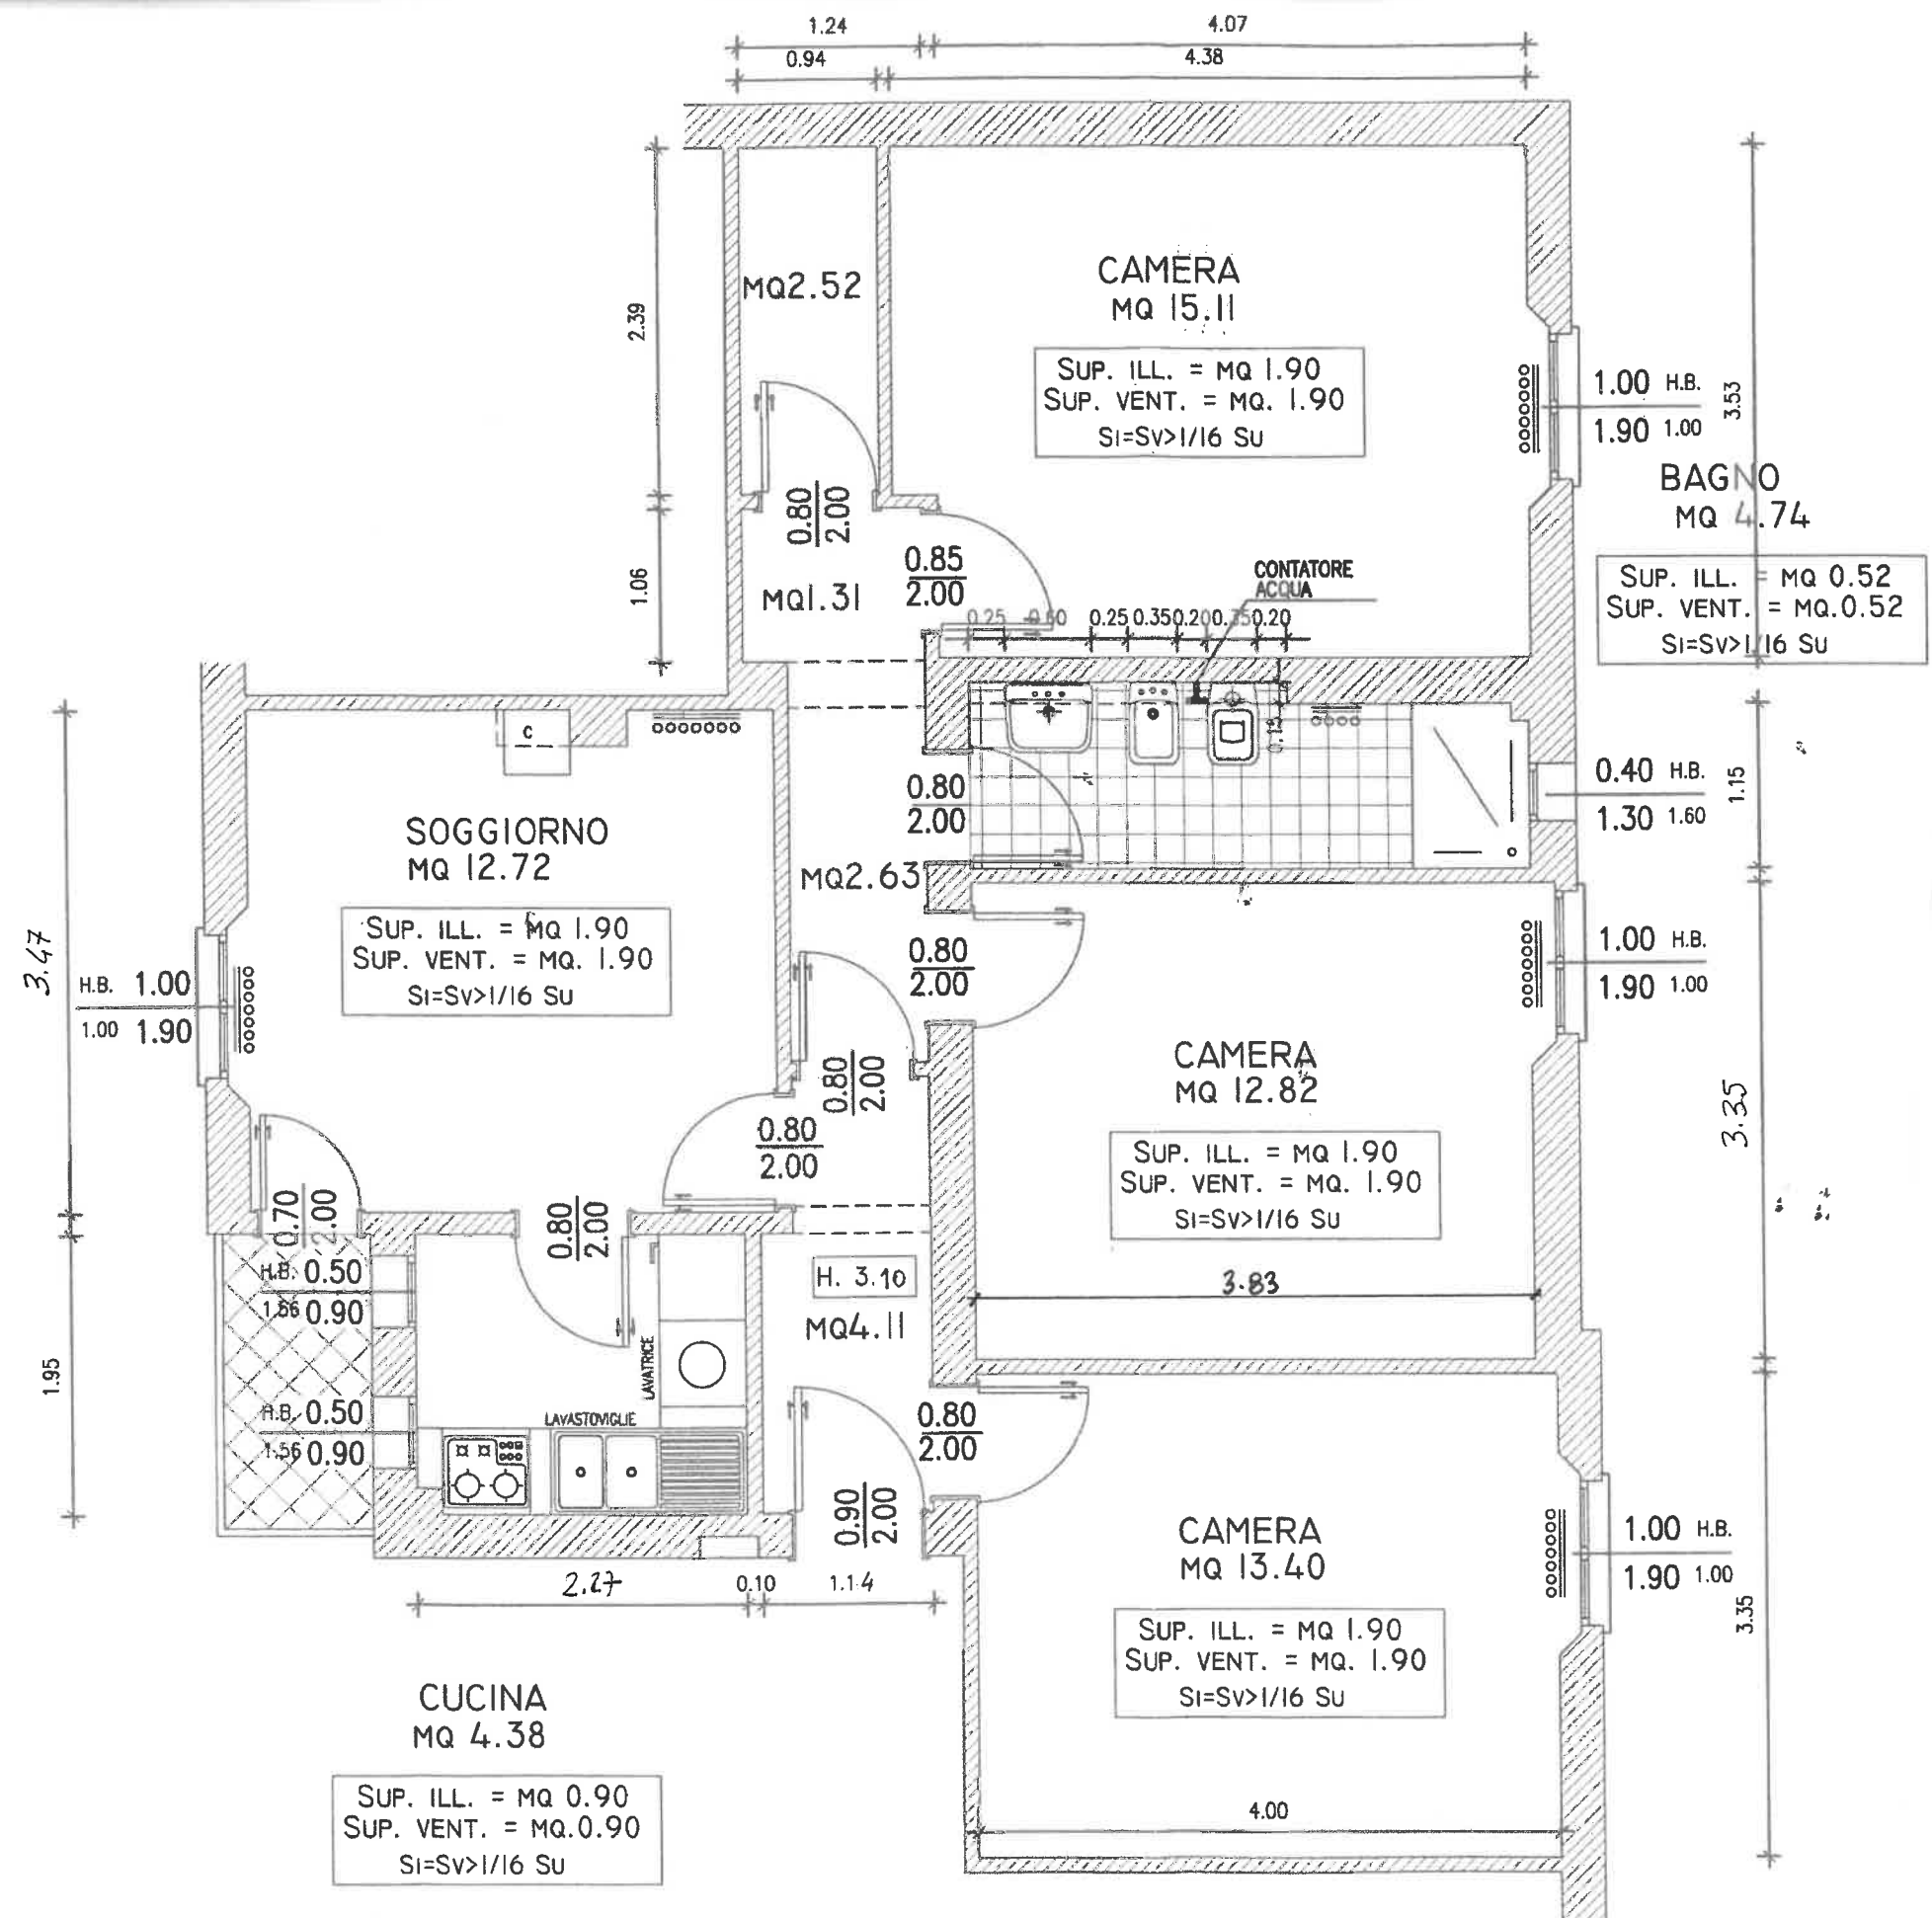 1.24
4.07
0.94
4.38
2.39
MQ2.52
CAMERA
MQ 15.11
SUP. ILL. = MQ 1.90
SUP. VENT. = MQ. 1.90
SI=SV>1/16 SU
1.00 H.B.
1.90 1.00
3.53
BAGNO
MQ 4.74
SUP. ILL. = MQ 0.52
SUP. VENT. = MQ.0.52
SI=SV>1/16 SU
0.80
2.00
0.85
2.00
1.06
MQ1.31
CONTATORE
ACQUA
0.25 0.60 0.25 0.35 0.20 0.35 0.20
0.15
C
SOGGIORNO
MQ 12.72
SUP. ILL. = MQ 1.90
SUP. VENT. = MQ. 1.90
SI=SV>1/16 SU
3.47
H.B. 1.00
1.00 1.90
0.80
2.00
MQ2.63
0.40 H.B.
1.30 1.60
1.15
0.80
2.00
1.00 H.B.
1.90 1.00
0.80
2.00
0.80
2.00
CAMERA
MQ 12.82
SUP. ILL. = MQ 1.90
SUP. VENT. = MQ. 1.90
SI=SV>1/16 SU
3.35
3.83
0.70
2.00
0.80
2.00
H.B. 0.50
1.56 0.90
H.B. 0.50
1.56 0.90
1.95
H. 3.10
MQ4.11
LAVATRICE
LAVASTOVIGLIE
0.80
2.00
0.90
2.00
2.27
0.10
1.14
CAMERA
MQ 13.40
SUP. ILL. = MQ 1.90
SUP. VENT. = MQ. 1.90
SI=SV>1/16 SU
1.00 H.B.
1.90 1.00
3.35
4.00
CUCINA
MQ 4.38
SUP. ILL. = MQ 0.90
SUP. VENT. = MQ.0.90
SI=SV>1/16 SU